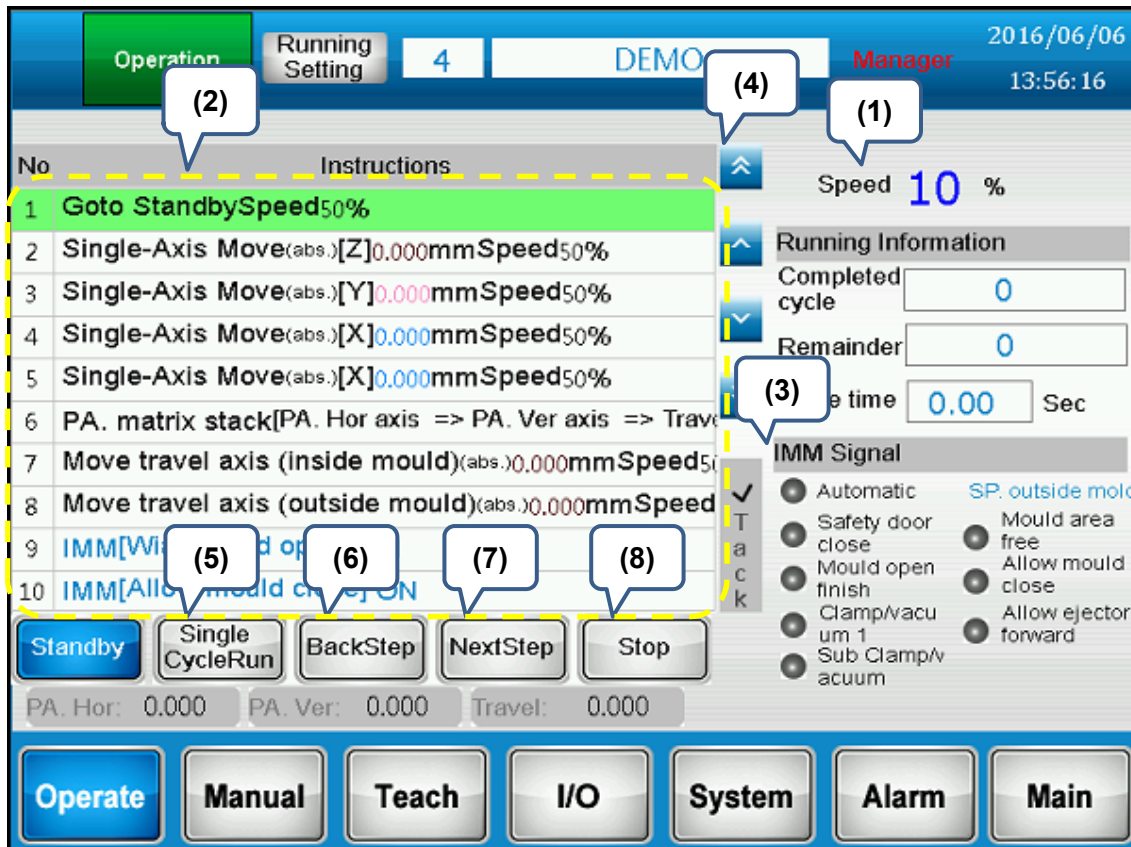 Operation
Running Setting
4
DEMO
Manager
2016/06/06
13:56:16
(2)
(4)
(1)
No Instructions
Speed 10 %
1 Goto StandbySpeed50%
2 Single-Axis Move(abs.)[Z]0.000mmSpeed50%
3 Single-Axis Move(abs.)[Y]0.000mmSpeed50%
4 Single-Axis Move(abs.)[X]0.000mmSpeed50%
5 Single-Axis Move(abs.)[X]0.000mmSpeed50%
6 PA. matrix stack[PA. Hor axis => PA. Ver axis => Trave
7 Move travel axis (inside mould)(abs.)0.000mmSpeed5
8 Move travel axis (outside mould)(abs.)0.000mmSpeed
9 IMM[
10 IMM[
ON
Track
Running Information
Completed cycle 0
Remainder 0
(3)
time 0.00 Sec
IMM Signal
Automatic
SP. outside mold
Safety door close
Mould area free
Mould open finish
Allow mould close
Clamp/vacu um 1
Allow ejector forward
Sub Clamp/v acuum
(5)
(6)
(7)
(8)
Standby
Single CycleRun
BackStep
NextStep
Stop
PA. Hor: 0.000
PA. Ver: 0.000
Travel: 0.000
Operate
Manual
Teach
I/O
System
Alarm
Main